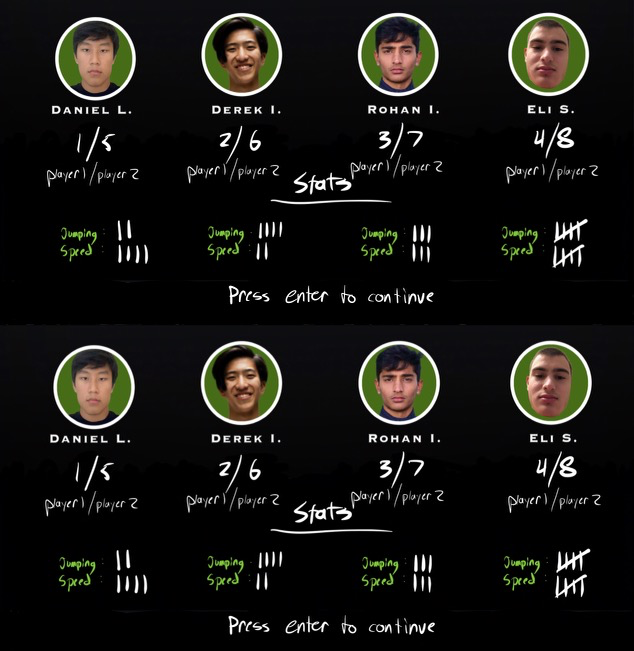 DANIEL L. DEREK I. ROHAN I. ELI S.
1/5 2/6 3/7 4/8
player 1/player 2 player 1/player 2 player 1/player 2 player 1/player 2
Stats
Jumping : Jumping : Jumping : Jumping :
Speed : Speed : Speed : Speed :
Press enter to continue
DANIEL L. DEREK I. ROHAN I. ELI S.
1/5 2/6 3/7 4/8
player 1/player 2 player 1/player 2 player 1/player 2 player 1/player 2
Stats
Jumping : Jumping : Jumping : Jumping :
Speed : Speed : Speed : Speed :
Press enter to continue